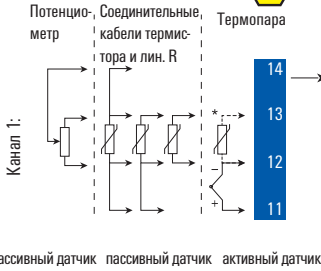 Потенцио-
метр
Соединительные
кабели термис-
тора и лин. R
Термопара
Канал 1:
14
*
13
12
–
+
11
ассивный датчик пассивный датчик активный датчик